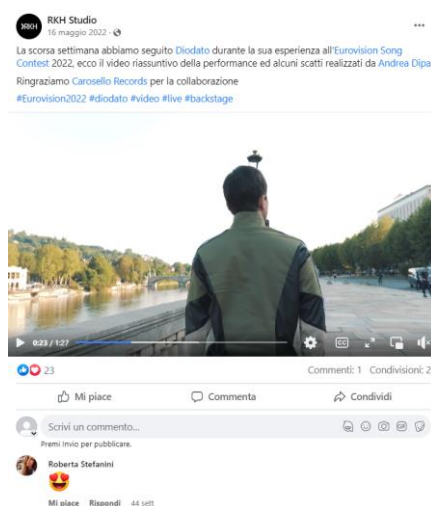 RKH Studio
16 maggio 2022 ·
RKH
La scorsa settimana abbiamo seguito Diodato durante la sua esperienza all'Eurovision Song
Contest 2022, ecco il video riassuntivo della performance ed alcuni scatti realizzati da Andrea Dipa
Ringraziamo Carosello Records per la collaborazione
#Eurovision2022 #diodato #video #live #backstage
0:23 / 1:27
CC
23
Commenti: 1 Condivisioni: 2
Mi piace Commenta Condividi
Scrivi un commento...
GIF
Premi Invio per pubblicare.
Roberta Stefanini
Mi piace Rispondi 44 sett